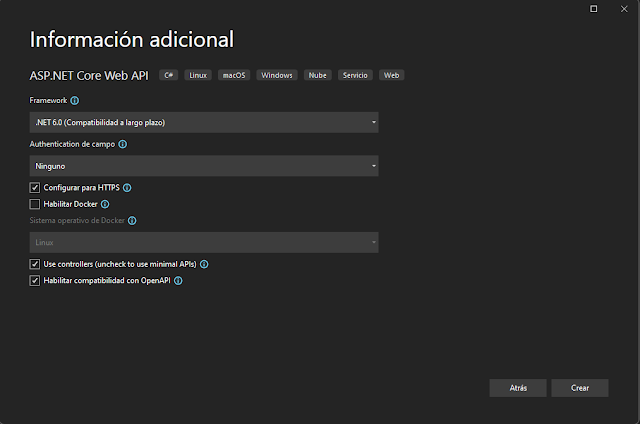 Información adicional
ASP.NET Core Web API C# Linux macOS Windows Nube Servicio Web
Framework
.NET 6.0 (Compatibilidad a largo plazo)
Authentication de campo
Ninguno
Configurar para HTTPS
Habilitar Docker
Sistema operativo de Docker
Linux
Use controllers (uncheck to use minimal APIs)
Habilitar compatibilidad con OpenAPI
Atrás Crear